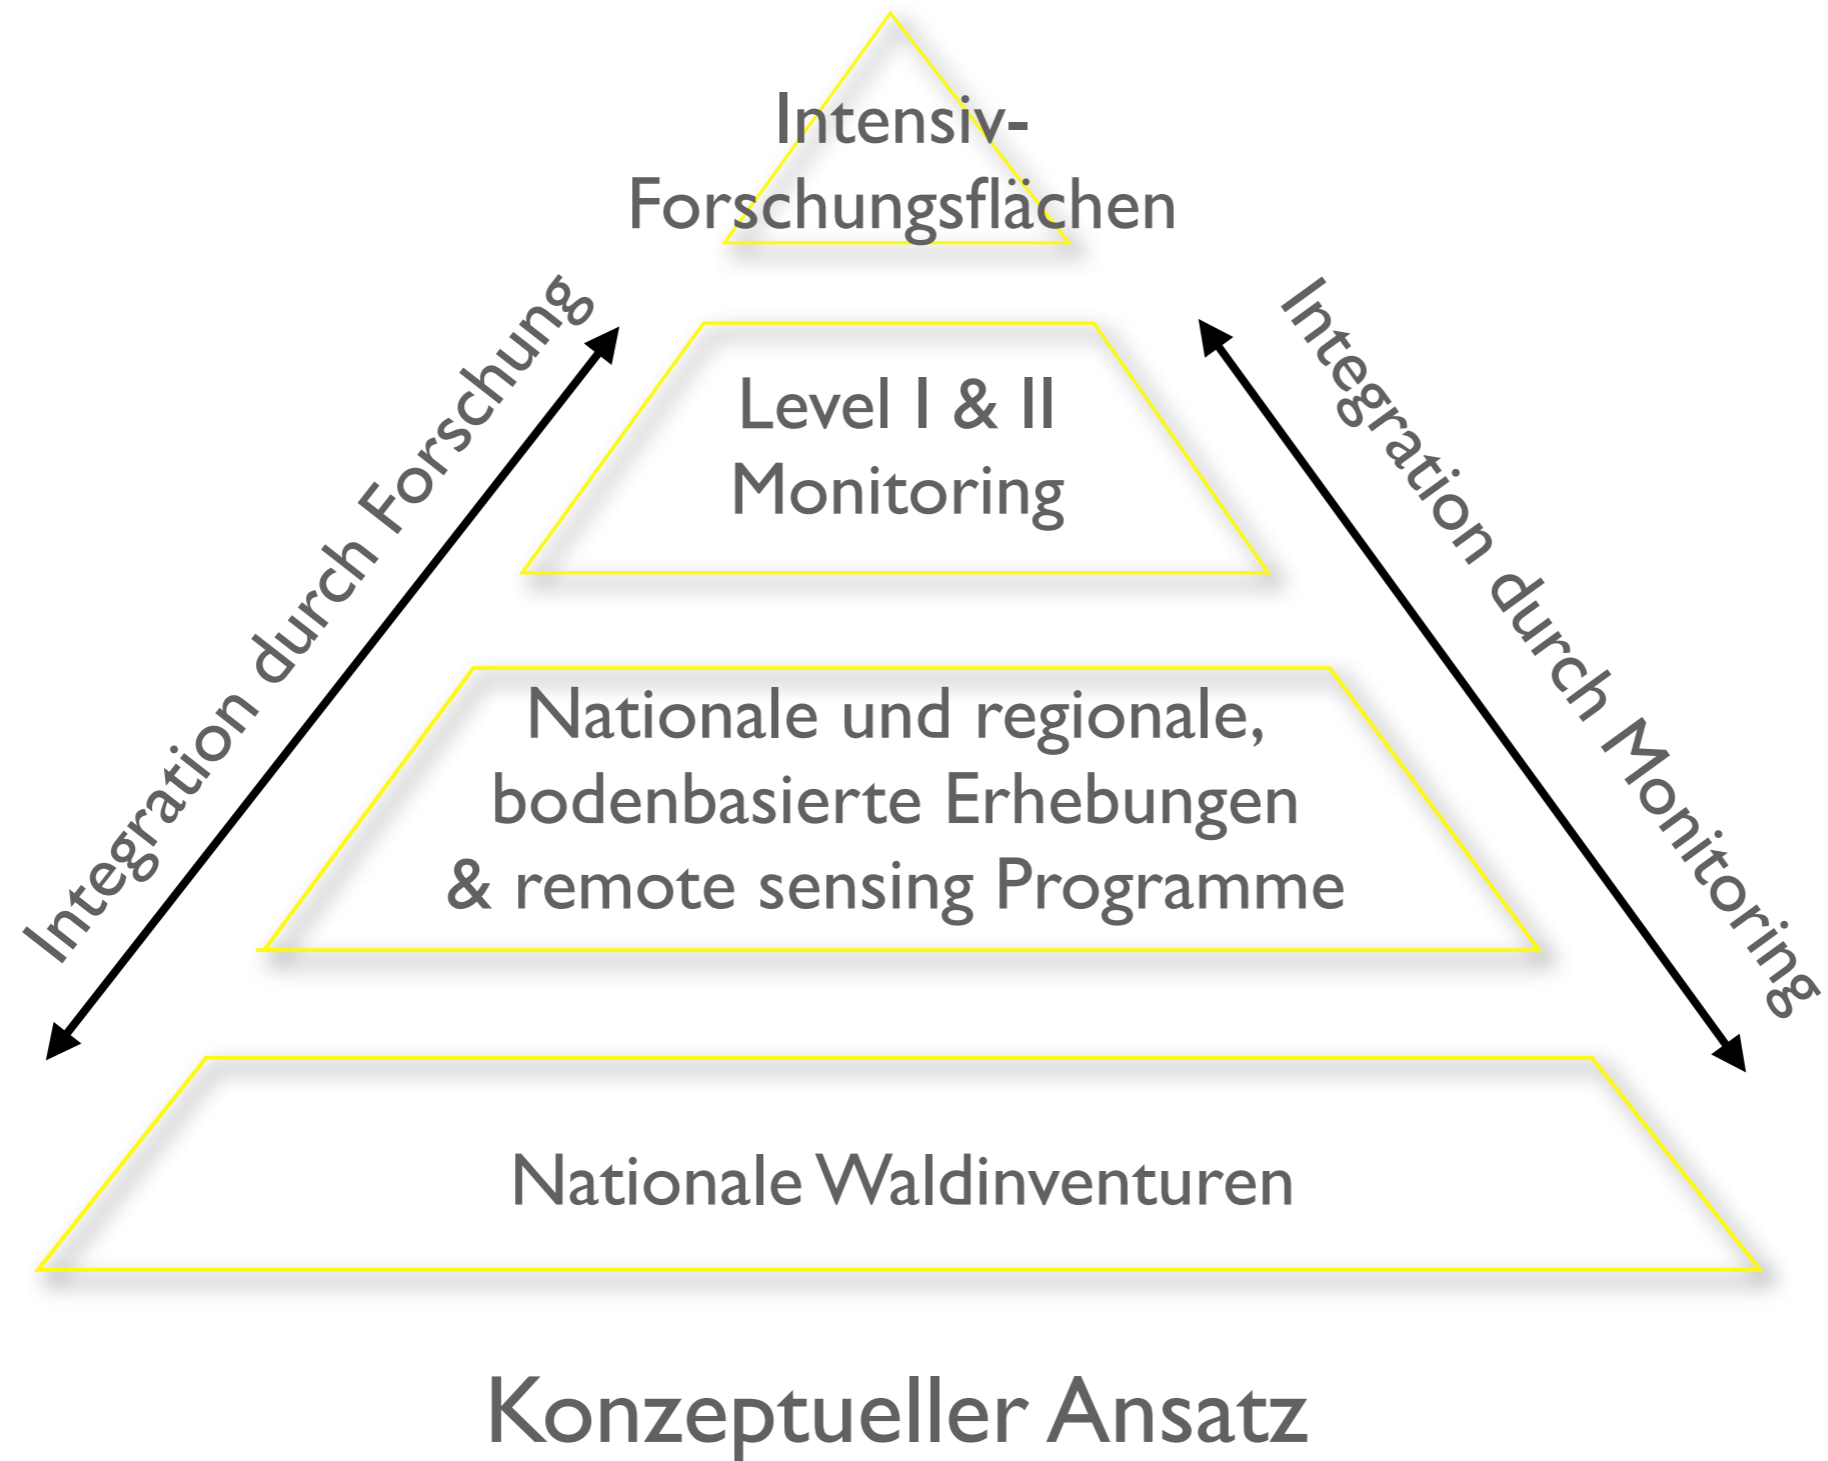 Intensiv-
Forschungsflächen
Integration durch Forschung
Integration durch Monitoring
Level I & II
Monitoring
Nationale und regionale,
bodenbasierte Erhebungen
& remote sensing Programme
Nationale Waldinventuren
Konzeptueller Ansatz